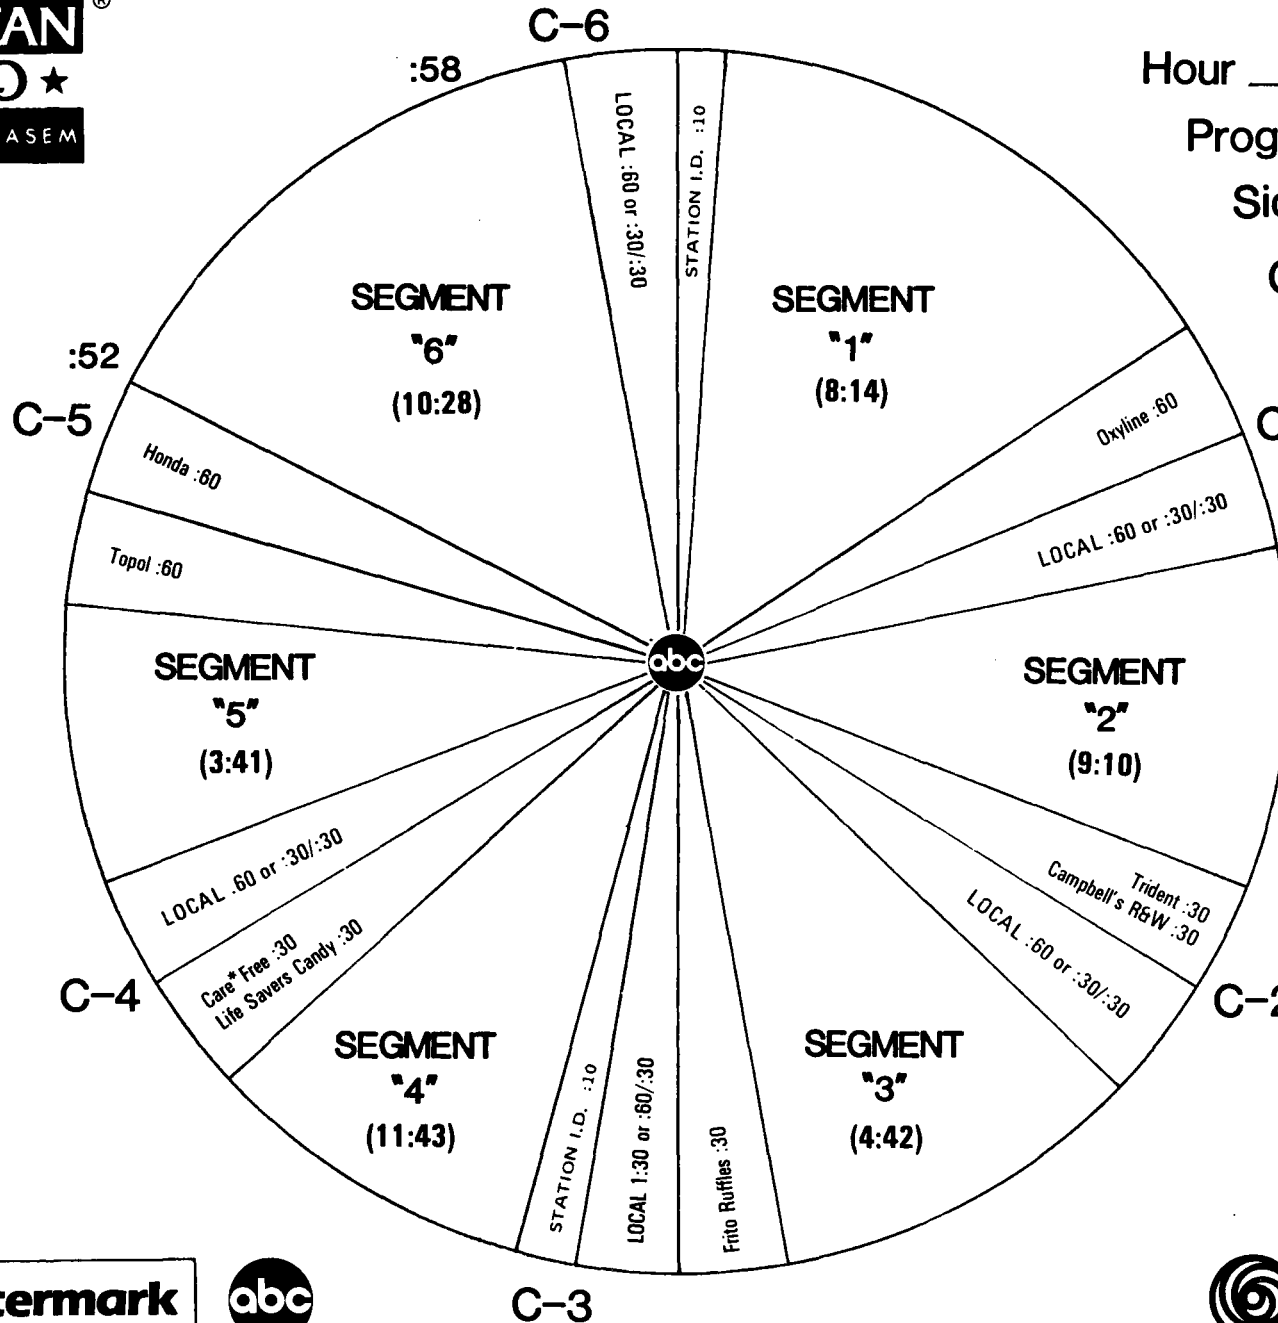 TAN ®
ASEM
C-6
:58
Hour
Prog
LOCAL :60 or :30/:30
STATION I.D. :10
SEGMENT
"6"
(10:28)
SEGMENT
"1"
(8:14)
:52
C-5
Honda :60
Topol :60
Oxyline :60
LOCAL :60 or :30/:30
abc
SEGMENT
"5"
(3:41)
SEGMENT
"2"
(9:10)
LOCAL .60 or :30/:30
Care* Free :30
Life Savers Candy :30
C-4
Trident :30
Campbell's R&W :30
LOCAL :60 or :30/:30
C-2
SEGMENT
"4"
(11:43)
SEGMENT
"3"
(4:42)
STATION I.D. :10
LOCAL 1:30 or :60/:30
Frito Ruffles :30
C-3
termark
abc